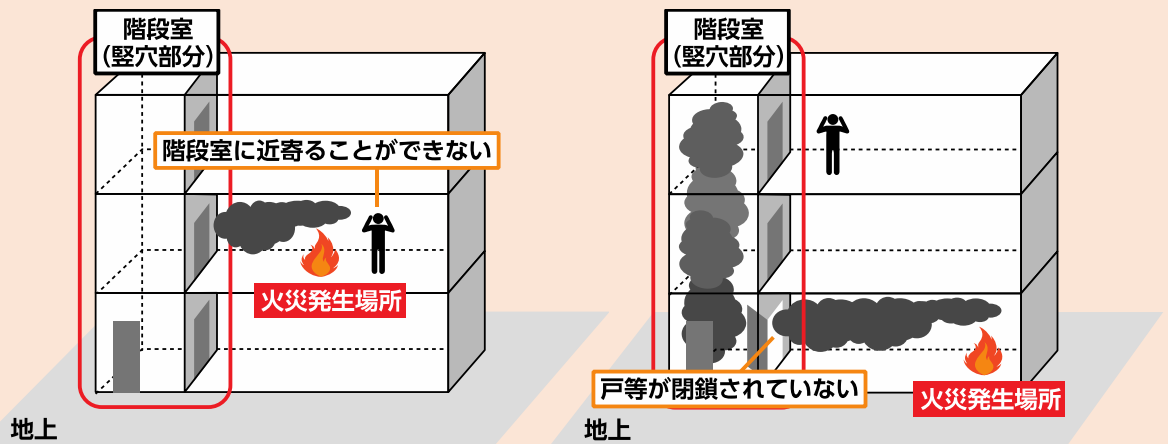 階段室
（竪穴部分）
階段室に近寄ることができない
火災発生場所
地上
階段室
（竪穴部分）
戸等が閉鎖されていない
火災発生場所
地上